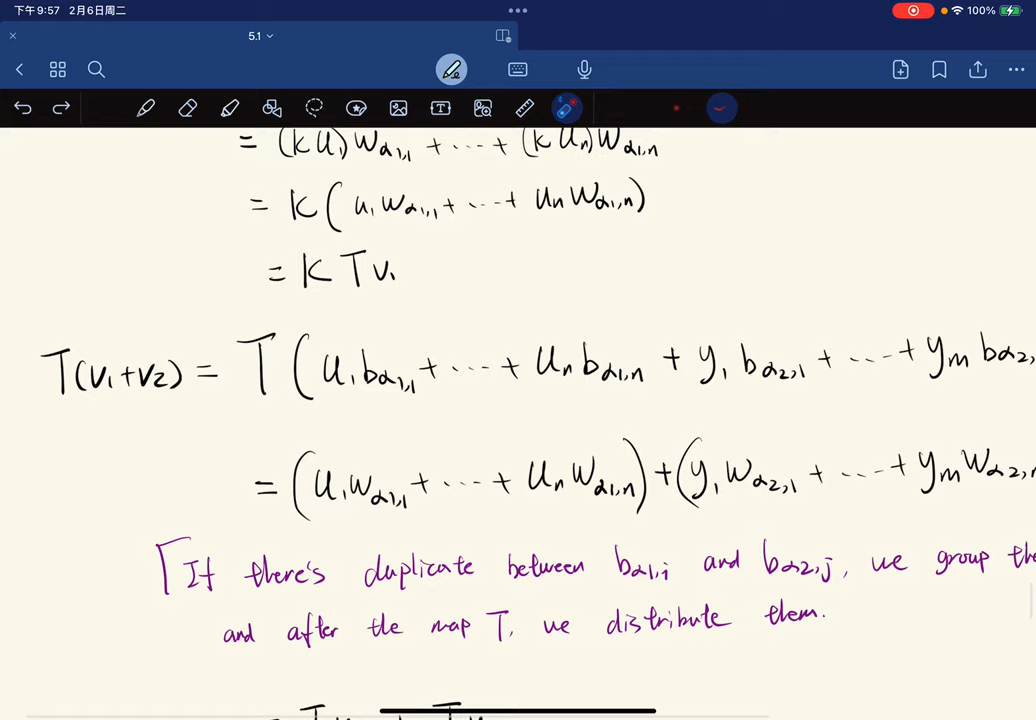 下午9:57 2月6日周二 100%
5.1
= (k u₁)w_{α1,1} + ... + (k uₙ)w_{α1,n}
= k( u₁w_{α1,1} + ... + uₙw_{α1,n})
= k T v₁
T(v₁+v₂) = T( u₁b_{α1,1} + ... + uₙb_{α1,n} + y₁b_{α2,1} + ... + yₘb_{α2,
= (u₁w_{α1,1} + ... + uₙw_{α1,n}) + (y₁w_{α2,1} + ... + yₘw_{α2,
If there's duplicate between b_{α1,i} and b_{α2,j}, we group the
and after the map T, we distribute them.